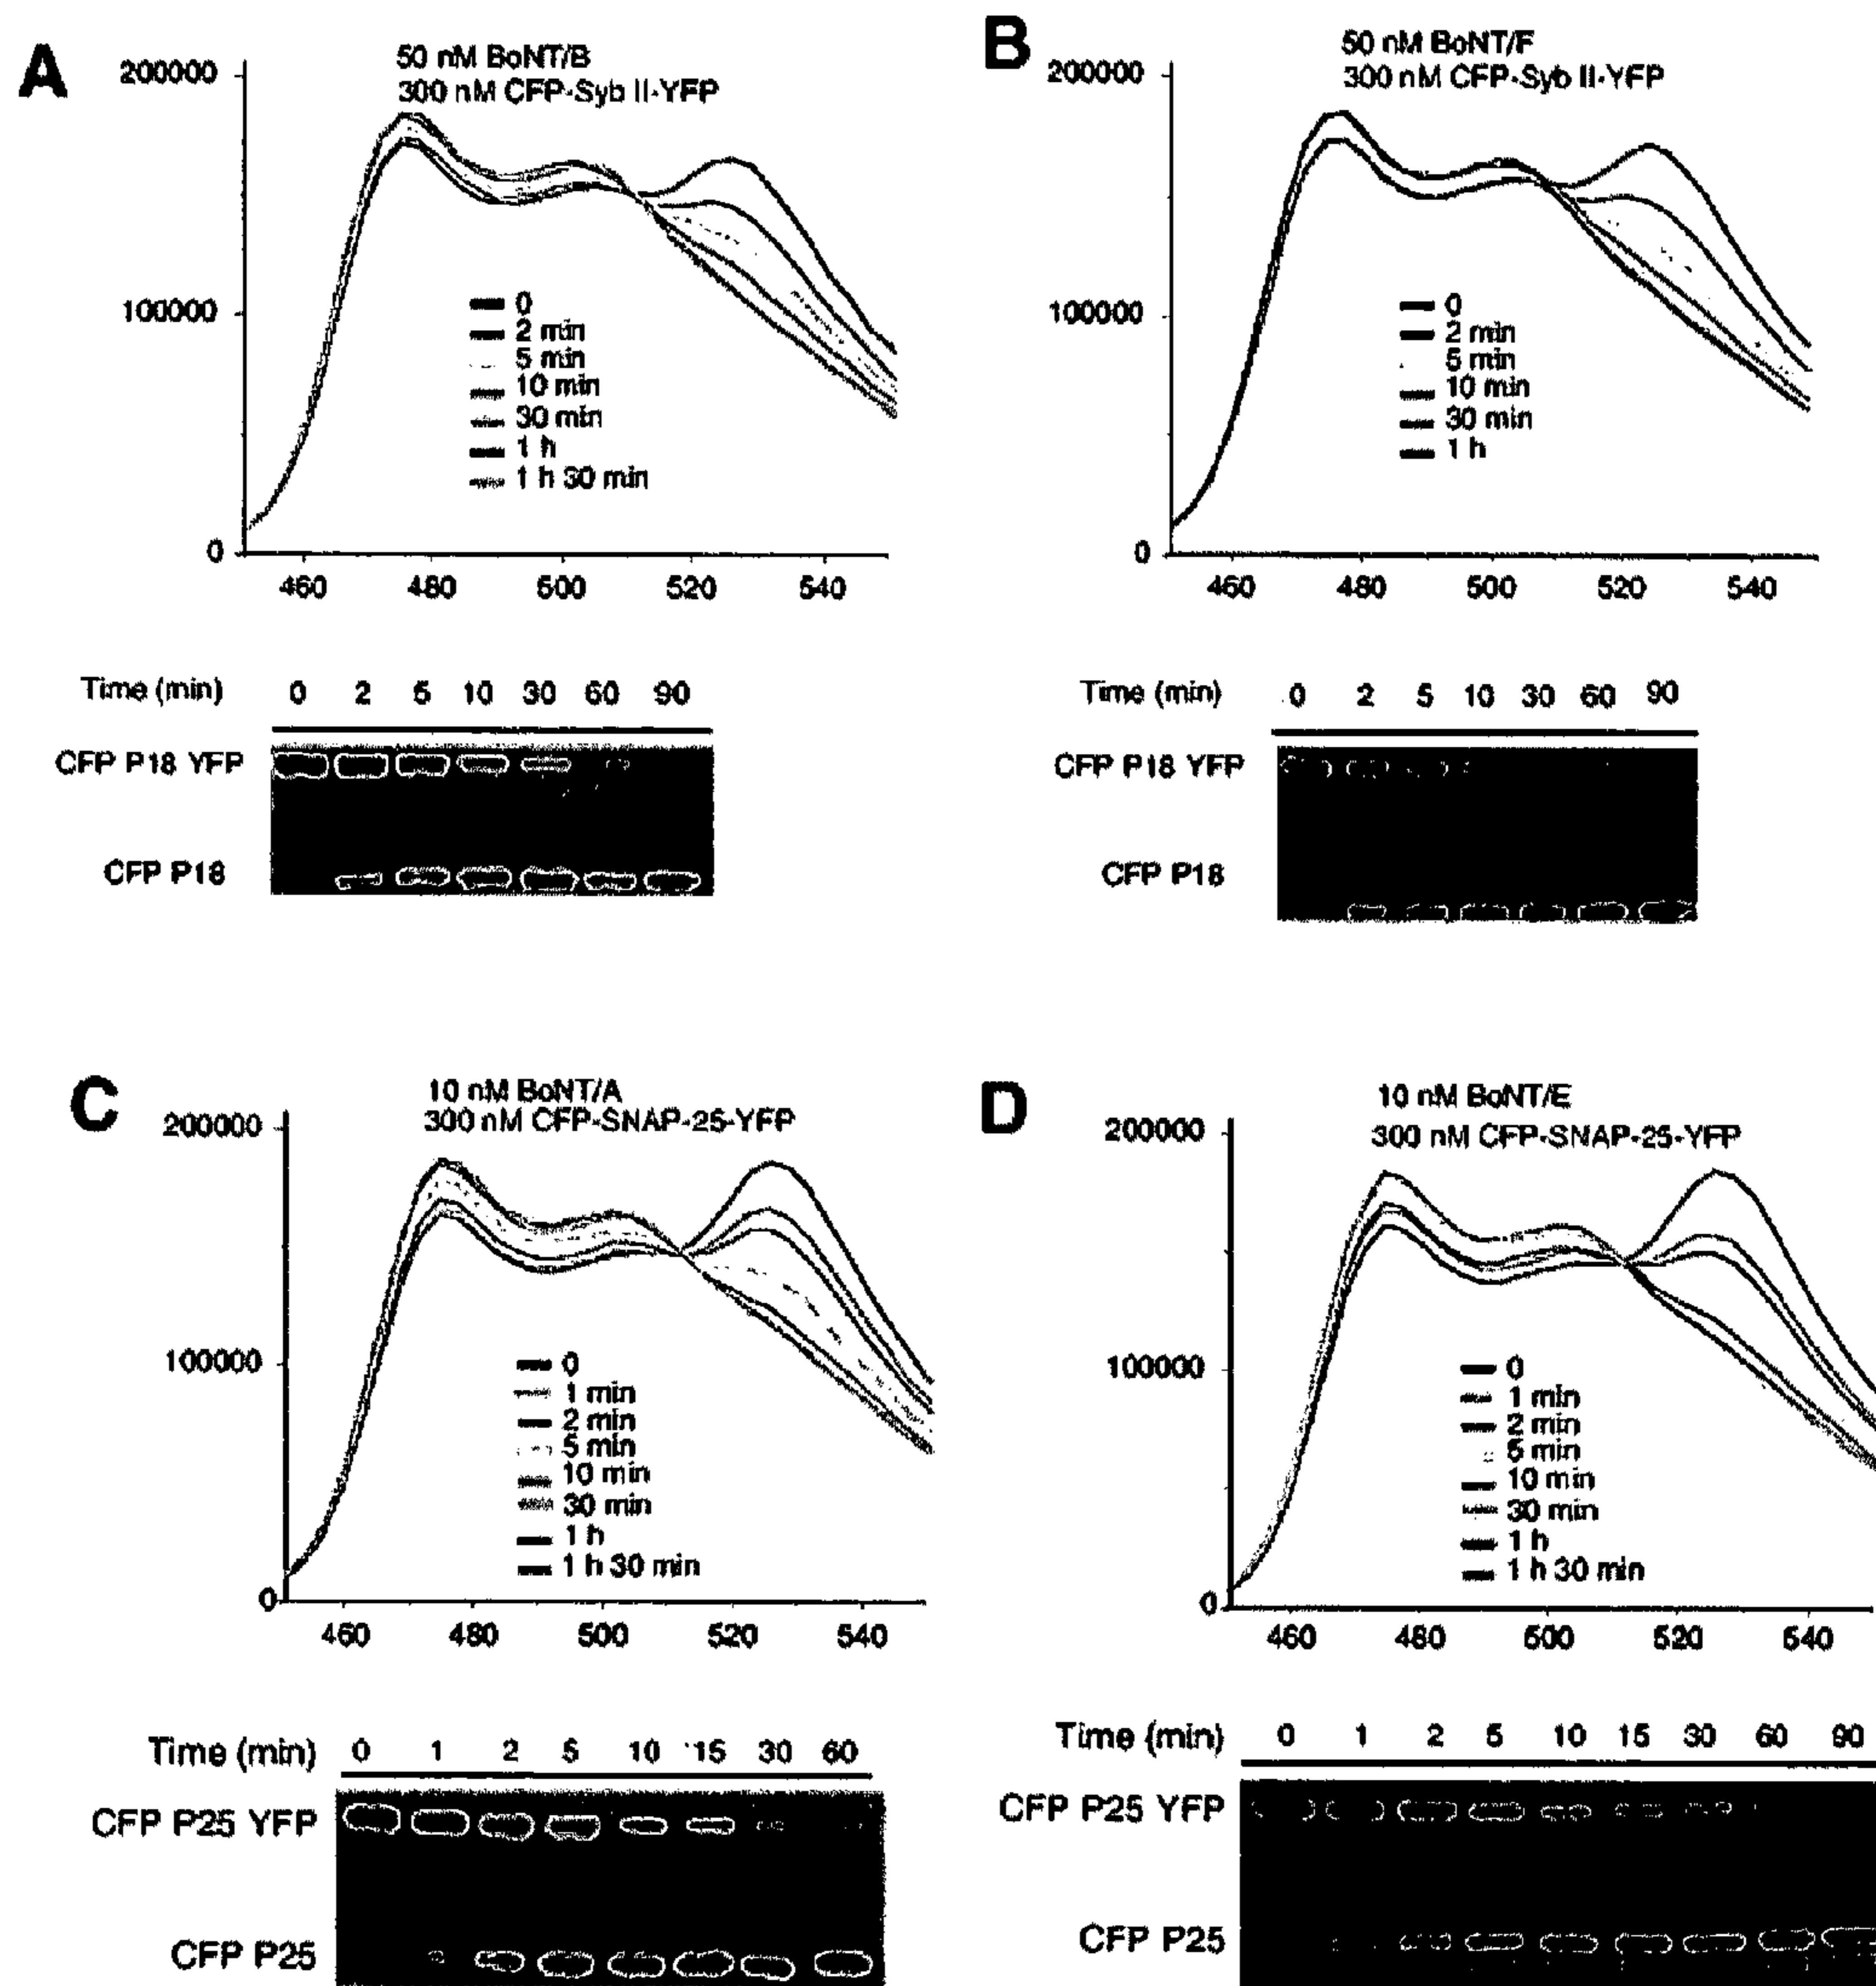 A
50 nM BoNT/B
300 nM CFP-Syb II-YFP
200000
100000
0
0
2 min
5 min
10 min
30 min
1 h
1 h 30 min
460 480 500 520 540
Time (min) 0 2 5 10 30 60 90
CFP P18 YFP
CFP P18
B
50 nM BoNT/F
300 nM CFP-Syb II-YFP
200000
100000
0
0
2 min
5 min
10 min
30 min
1 h
460 480 500 520 540
Time (min) 0 2 5 10 30 60 90
CFP P18 YFP
CFP P18
C
10 nM BoNT/A
300 nM CFP-SNAP-25-YFP
200000
100000
0
0
1 min
2 min
5 min
10 min
30 min
1 h
1 h 30 min
460 480 500 520 540
Time (min) 0 1 2 5 10 15 30 60
CFP P25 YFP
CFP P25
D
10 nM BoNT/E
300 nM CFP-SNAP-25-YFP
200000
100000
0
0
1 min
2 min
5 min
10 min
30 min
1 h
1 h 30 min
460 480 500 520 540
Time (min) 0 1 2 5 10 15 30 60 90
CFP P25 YFP
CFP P25